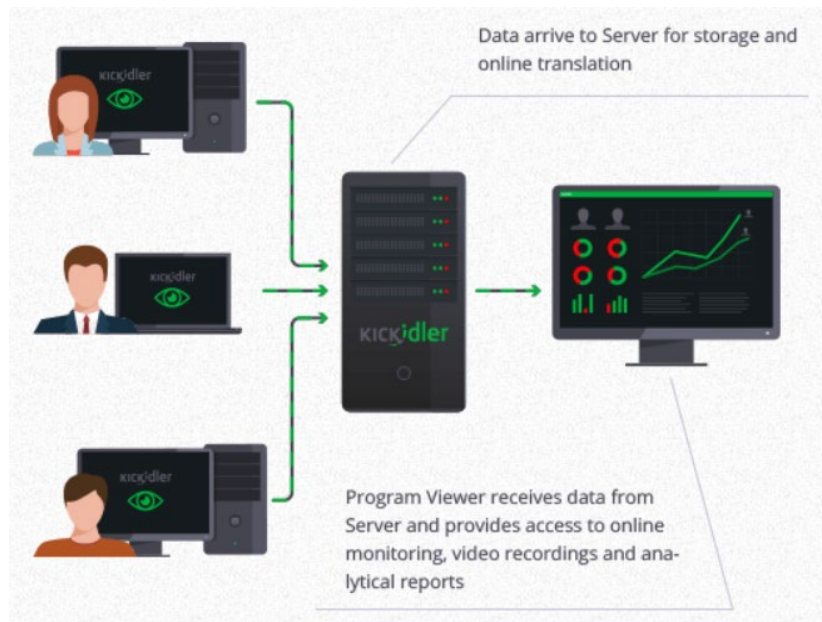 Data arrive to Server for storage and
online translation
KICKidler
KICKidler
KICKidler
KICKidler
Program Viewer receives data from
Server and provides access to online
monitoring, video recordings and ana-
lytical reports